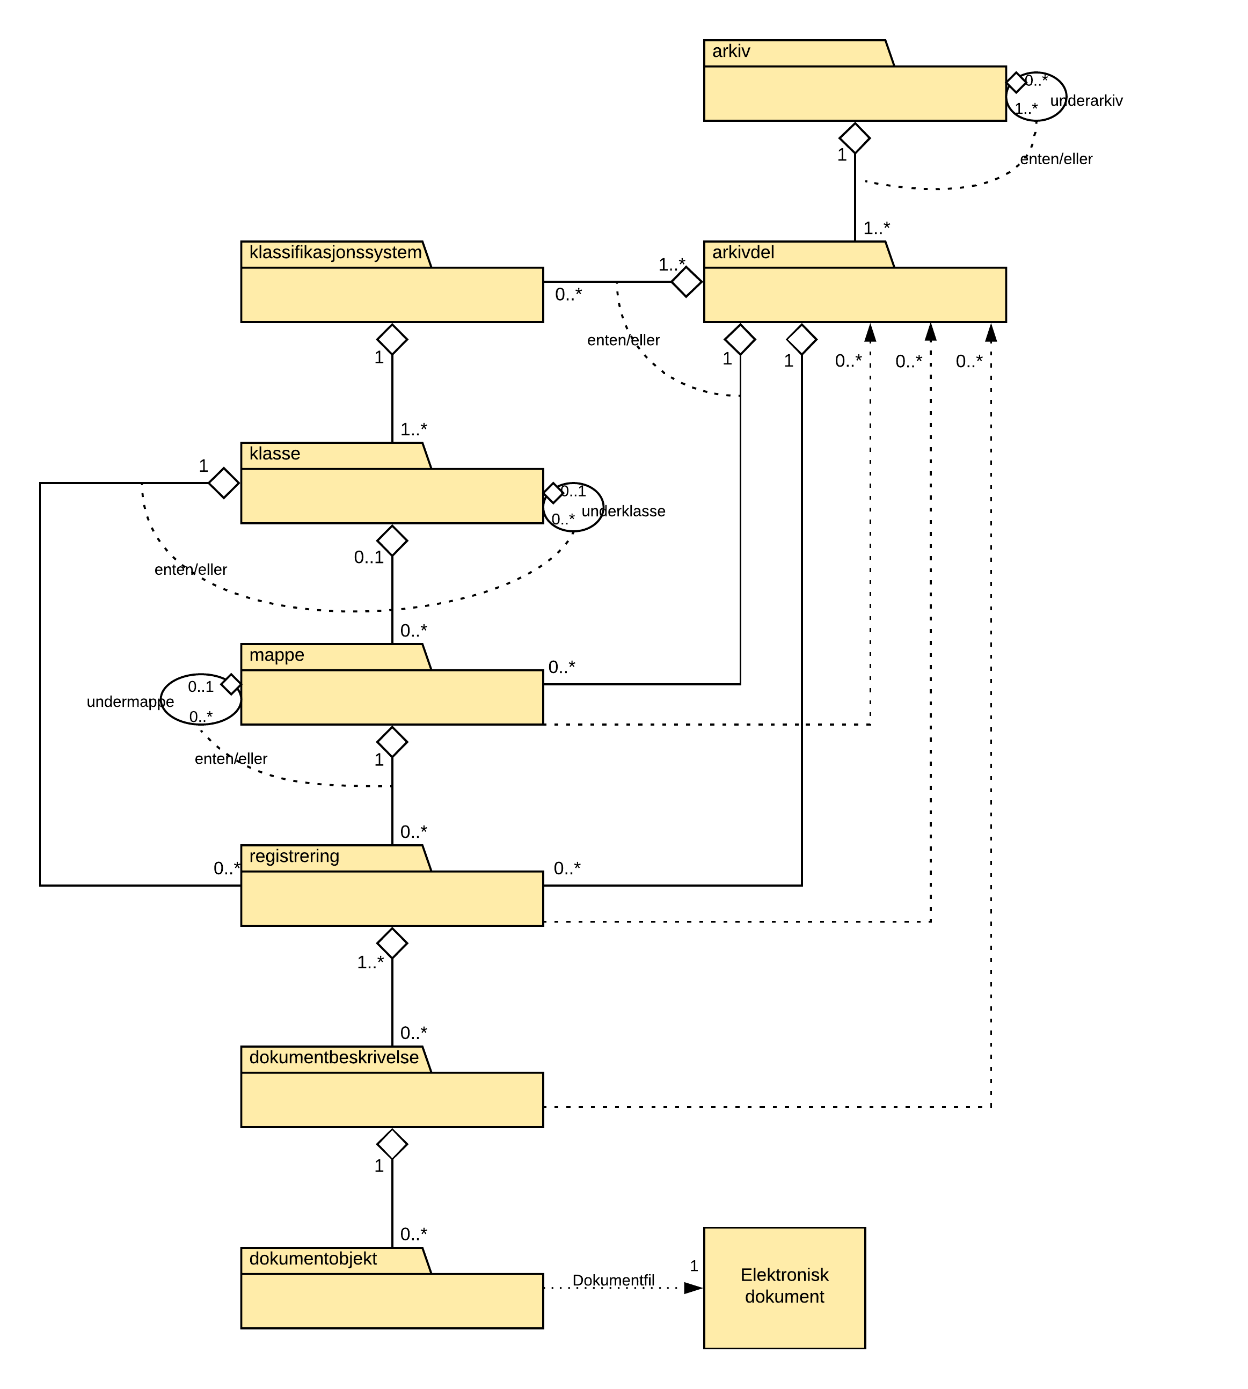 arkiv
0..*
underarkiv
1..*
1
enten/eller
1..*
klassifikasjonssystem
arkivdel
1..*
0..*
enten/eller
1
1
1
0..*
0..*
0..*
1..*
klasse
1
0..1
underklasse
0..*
0..1
enten/eller
0..*
mappe
0..*
0..1
undermappe
0..*
enten/eller
1
0..*
registrering
0..*
0..*
1..*
0..*
dokumentbeskrivelse
1
0..*
dokumentobjekt
Dokumentfil
1
Elektronisk
dokument